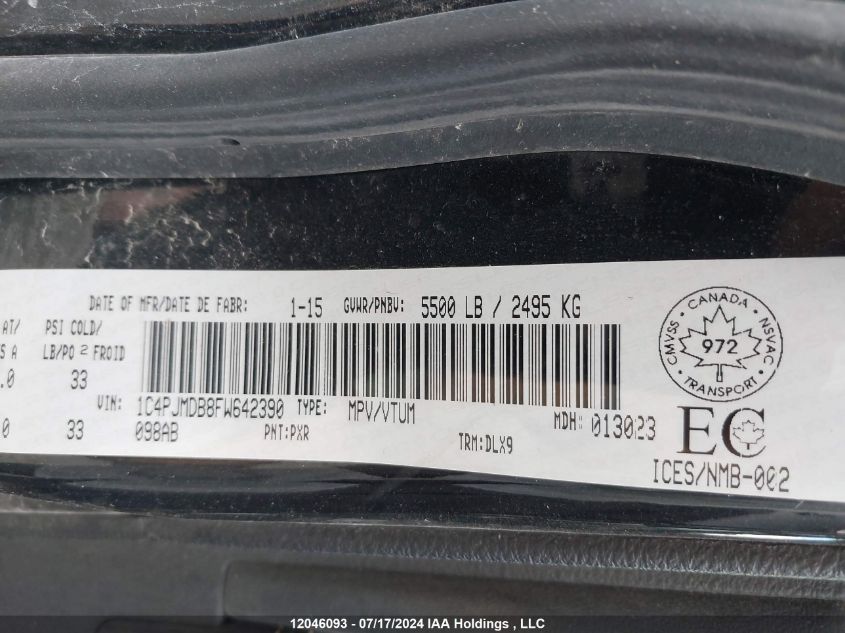 DATE OF MFR/DATE DE FABR: 1-15 GVWR/PNBV: 5500 LB / 2495 KG
AT/ PSI COLD/
S A LB/PO 2 FROID
.0 33
VIN: 1C4PJMDB8FW642390 TYPE: MPV/VTUM MDH: 013023
0 33 098AB PNT:PXR TRM:DLX9
CANADA
CMVSS NSVAC
972
TRANSPORT
EC
ICES/NMB-002
12046093 - 07/17/2024 IAA Holdings , LLC